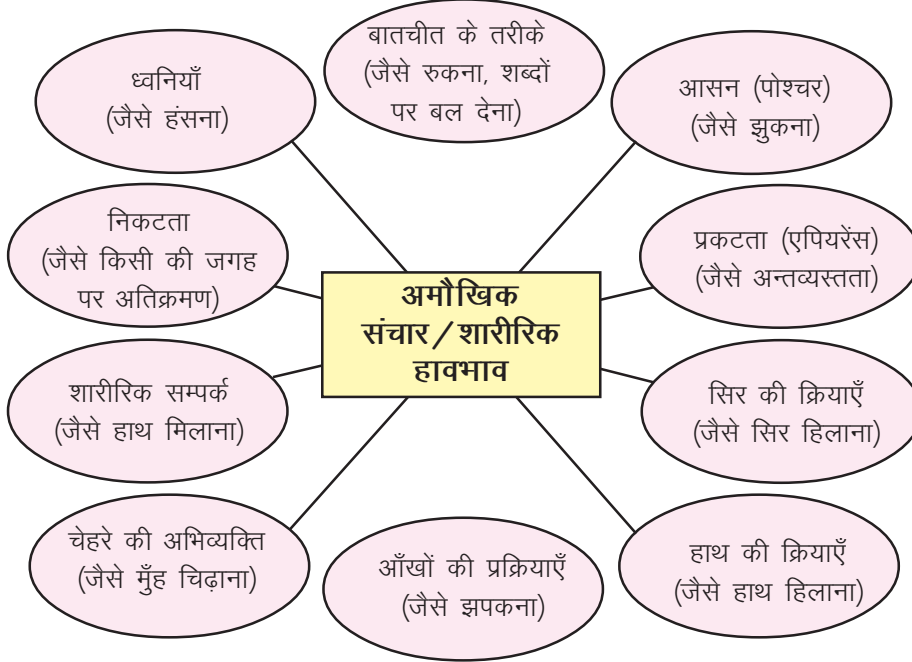 बातचीत के तरीके
(जैसे रुकना, शब्दों
पर बल देना)
ध्वनियाँ
(जैसे हंसना)
आसन (पोश्चर)
(जैसे झुकना)
निकटता
(जैसे किसी की जगह
पर अतिक्रमण)
प्रकटता (एपियरेंस)
(जैसे अन्तव्यस्तता)
अमौखिक
संचार/शारीरिक
हावभाव
शारीरिक सम्पर्क
(जैसे हाथ मिलाना)
सिर की क्रियाएँ
(जैसे सिर हिलाना)
चेहरे की अभिव्यक्ति
(जैसे मुँह चिढ़ाना)
आँखों की प्रक्रियाएँ
(जैसे झपकना)
हाथ की क्रियाएँ
(जैसे हाथ हिलाना)